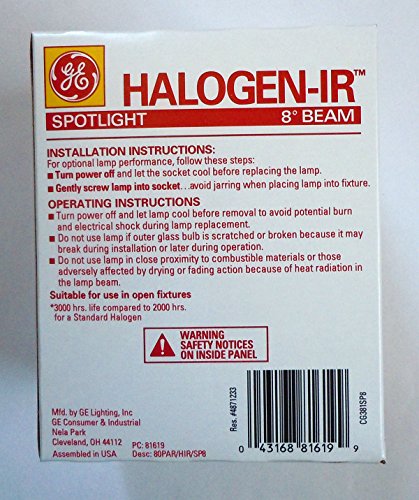 GE
HALOGEN-IR™
SPOTLIGHT 8° BEAM
INSTALLATION INSTRUCTIONS:
For optional lamp performance, follow these steps:
■ Turn power off and let the socket cool before replacing the lamp.
■ Gently screw lamp into socket...avoid jarring when placing lamp into fixture.
OPERATING INSTRUCTIONS
■ Turn power off and let lamp cool before removal to avoid potential burn
and electrical shock during lamp replacement.
■ Do not use lamp if outer glass bulb is scratched or broken because it may
break during installation or later during operation.
■ Do not use lamp in close proximity to combustible materials or those
adversely affected by drying or fading action because of heat radiation in
the lamp beam.
Suitable for use in open fixtures
*3000 hrs. life compared to 2000 hrs.
for a Standard Halogen
WARNING
SAFETY NOTICES
ON INSIDE PANEL
Mfd. by GE Lighting, Inc
GE Consumer & Industrial
Nela Park
Cleveland, OH 44112 PC: 81619
Assembled in USA Desc: 80PAR/HIR/SP8
Res. #4871233
0 43168 81619 9
CG381SP8